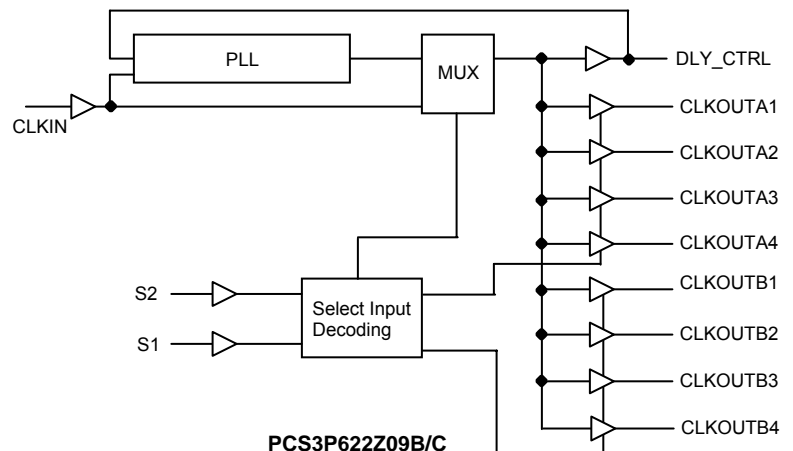 PLL
MUX
DLY_CTRL
CLKIN
CLKOUTA1
CLKOUTA2
CLKOUTA3
CLKOUTA4
S2
S1
Select Input
Decoding
CLKOUTB1
CLKOUTB2
CLKOUTB3
CLKOUTB4
PCS3P622Z09B/C